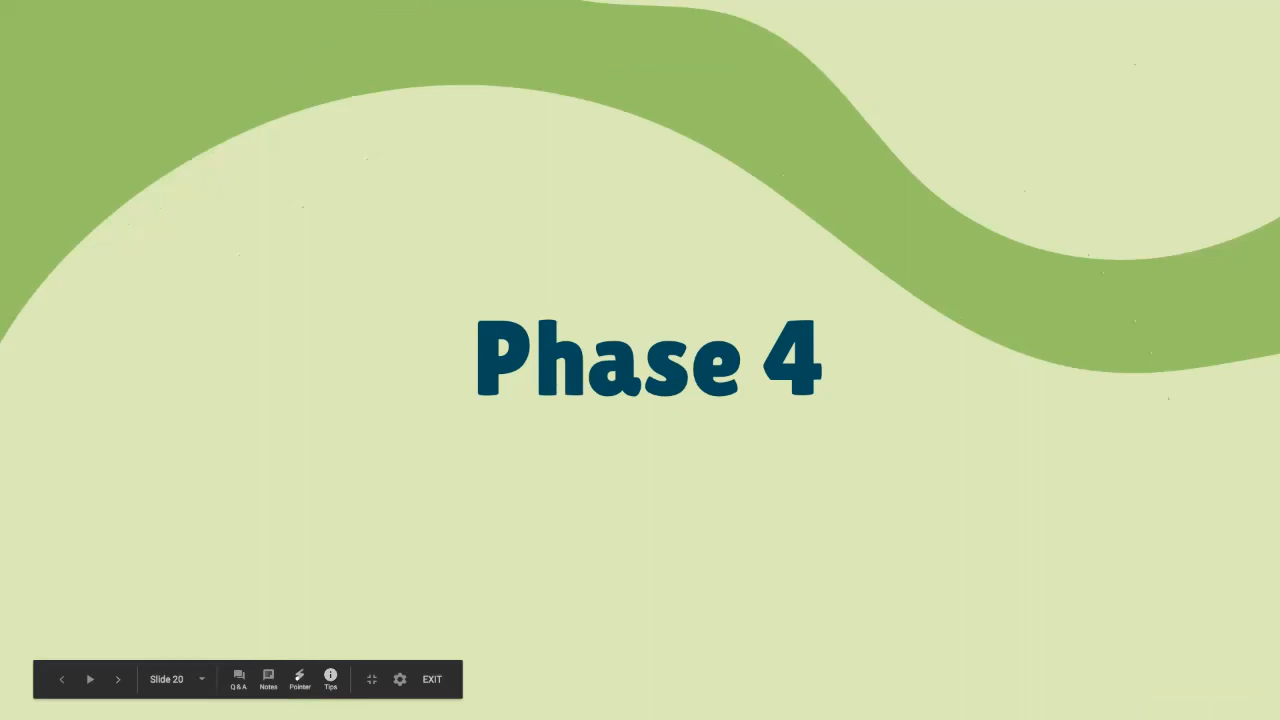 Phase 4
Slide 20
Q & A
Notes
Pointer
Tips
EXIT